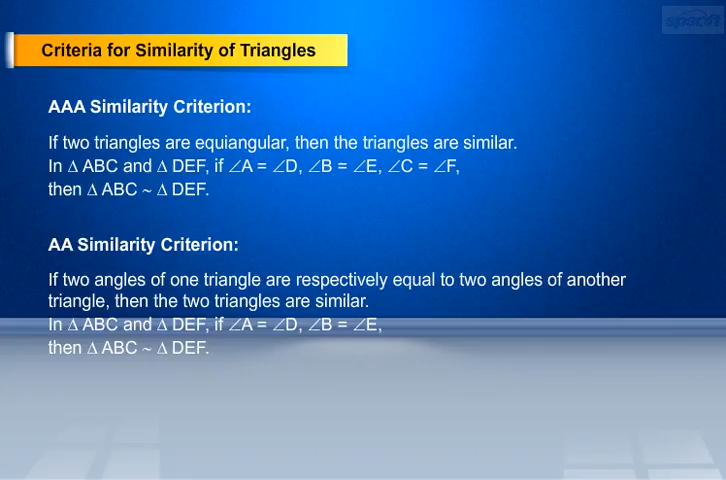 Criteria for Similarity of Triangles
AAA Similarity Criterion:
If two triangles are equiangular, then the triangles are similar.
In Δ ABC and Δ DEF, if ∠A = ∠D, ∠B = ∠E, ∠C = ∠F,
then Δ ABC ~ Δ DEF.
AA Similarity Criterion:
If two angles of one triangle are respectively equal to two angles of another
triangle, then the two triangles are similar.
In Δ ABC and Δ DEF, if ∠A = ∠D, ∠B = ∠E,
then Δ ABC ~ Δ DEF.